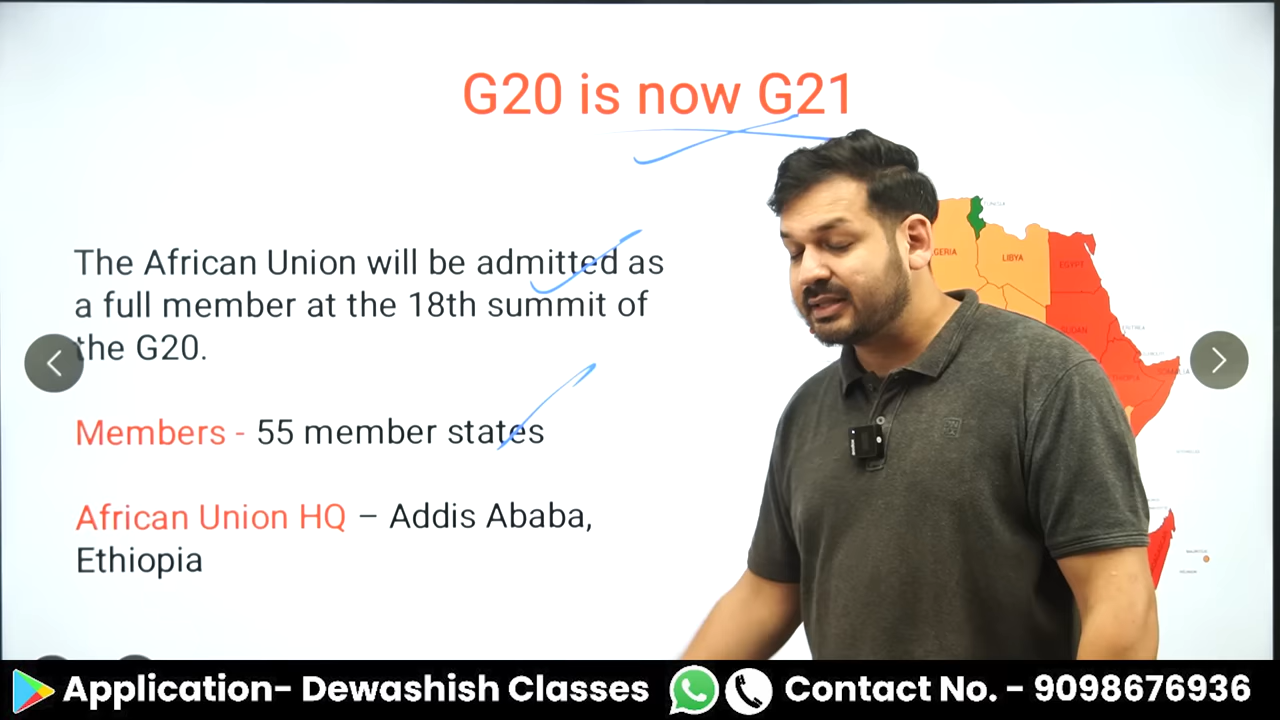 G20 is now G21
The African Union will be admitted as
a full member at the 18th summit of
the G20.
Members - 55 member states
African Union HQ – Addis Ababa,
Ethiopia
LIBYA
EGYPT
Application- Dewashish Classes
Contact No. - 9098676936